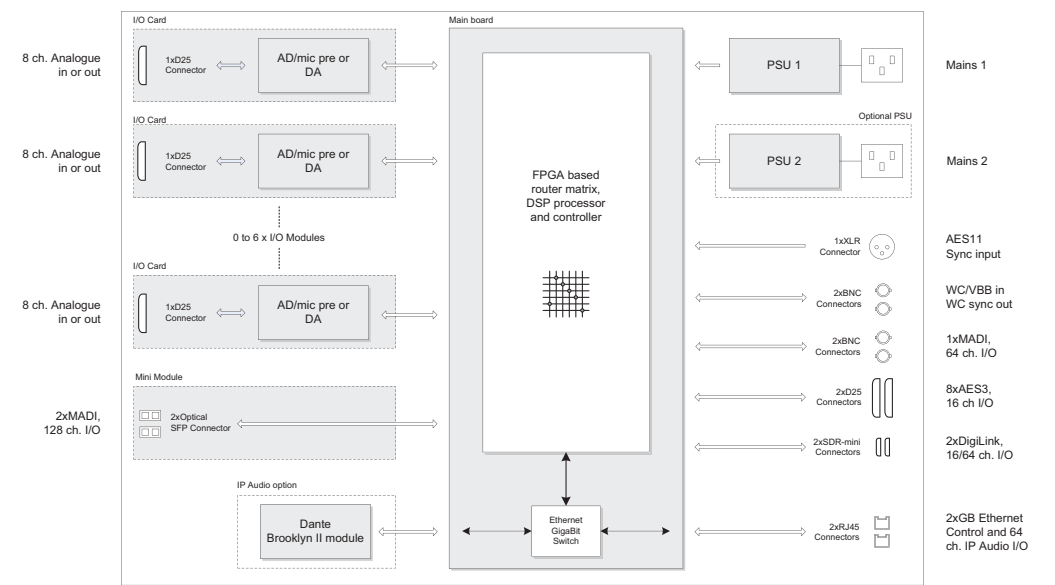 I/O Card
8 ch. Analogue
in or out
1xD25
Connector
AD/mic pre or
DA
I/O Card
8 ch. Analogue
in or out
1xD25
Connector
AD/mic pre or
DA
0 to 6 x I/O Modules
I/O Card
8 ch. Analogue
in or out
1xD25
Connector
AD/mic pre or
DA
Mini Module
2xMADI,
128 ch. I/O
2xOptical
SFP Connector
IP Audio option
Dante
Brooklyn II module
Main board
FPGA based
router matrix,
DSP processor
and controller
Ethernet
GigaBit
Switch
PSU 1
Mains 1
Optional PSU
PSU 2
Mains 2
1xXLR
Connector
AES11
Sync input
2xBNC
Connectors
WC/VBB in
WC sync out
2xBNC
Connectors
1xMADI,
64 ch. I/O
2xD25
Connectors
8xAES3,
16 ch I/O
2xSDR-mini
Connectors
2xDigiLink,
16/64 ch. I/O
2xRJ45
Connectors
2xGB Ethernet
Control and 64
ch. IP Audio I/O